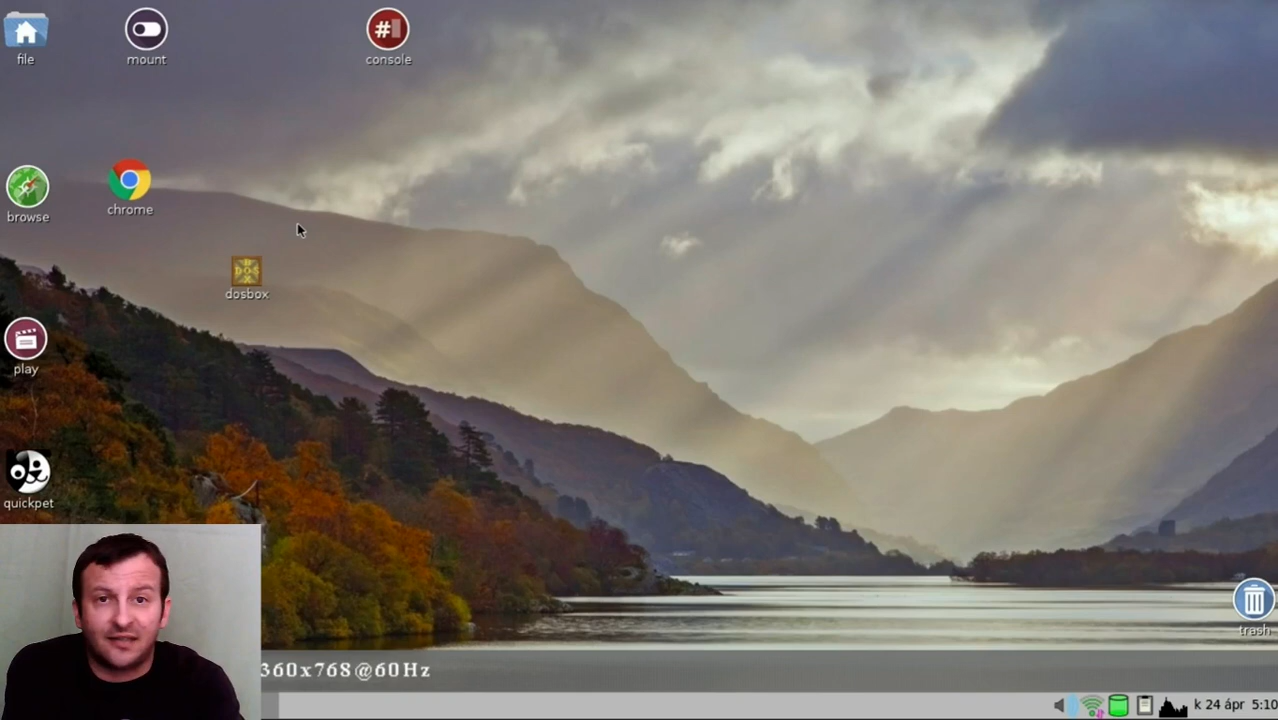 file
mount
console
browse
chrome
dosbox
play
quickpet
trash
360x768@60Hz
k 24 ápr 5:10